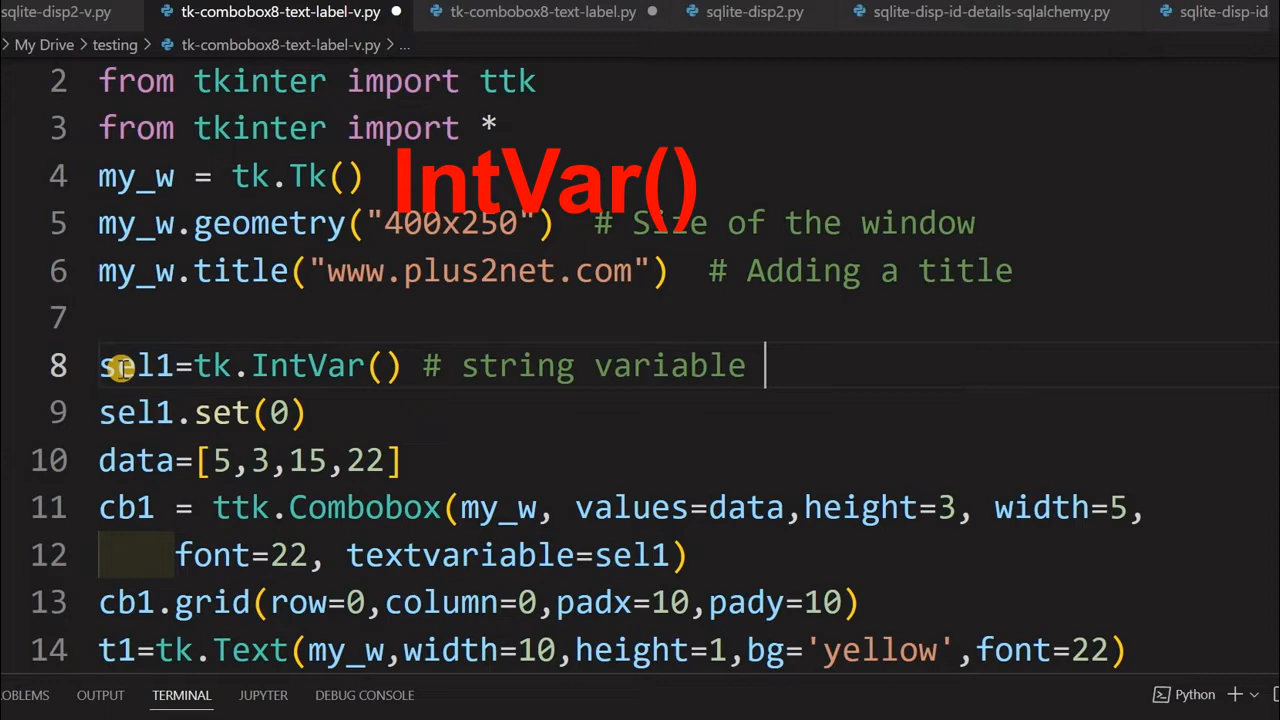 sqlite-disp2-v.py tk-combobox8-text-label-v.py ● tk-combobox8-text-label.py ● sqlite-disp2.py sqlite-disp-id-details-sqlalchemy.py sqlite-disp-id
> My Drive > testing > tk-combobox8-text-label-v.py > ...
2 from tkinter import ttk
3 from tkinter import *
4 my_w = tk.Tk()
IntVar()
5 my_w.geometry("400x250") # Size of the window
6 my_w.title("www.plus2net.com") # Adding a title
7
8 sel1=tk.IntVar() # string variable
9 sel1.set(0)
10 data=[5,3,15,22]
11 cb1 = ttk.Combobox(my_w, values=data,height=3, width=5,
12 font=22, textvariable=sel1)
13 cb1.grid(row=0,column=0,padx=10,pady=10)
14 t1=tk.Text(my_w,width=10,height=1,bg='yellow',font=22)
OBLEMS OUTPUT TERMINAL JUPYTER DEBUG CONSOLE Python